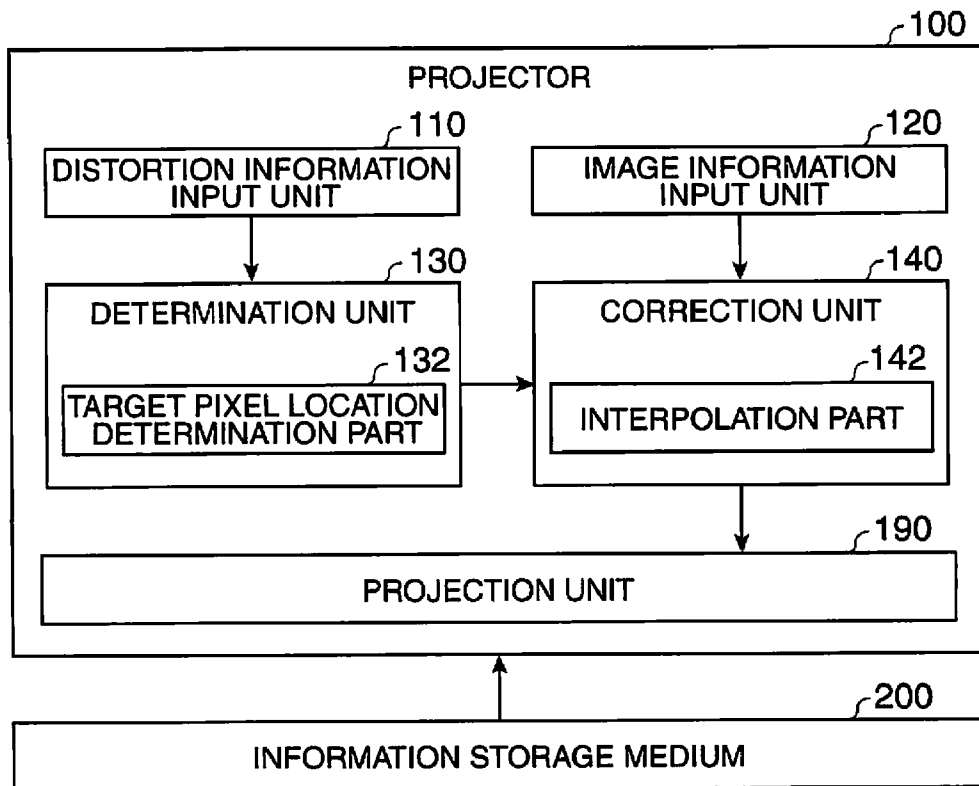 100
PROJECTOR
110
DISTORTION INFORMATION
INPUT UNIT
120
IMAGE INFORMATION
INPUT UNIT
130
DETERMINATION UNIT
132
TARGET PIXEL LOCATION
DETERMINATION PART
140
CORRECTION UNIT
142
INTERPOLATION PART
190
PROJECTION UNIT
200
INFORMATION STORAGE MEDIUM